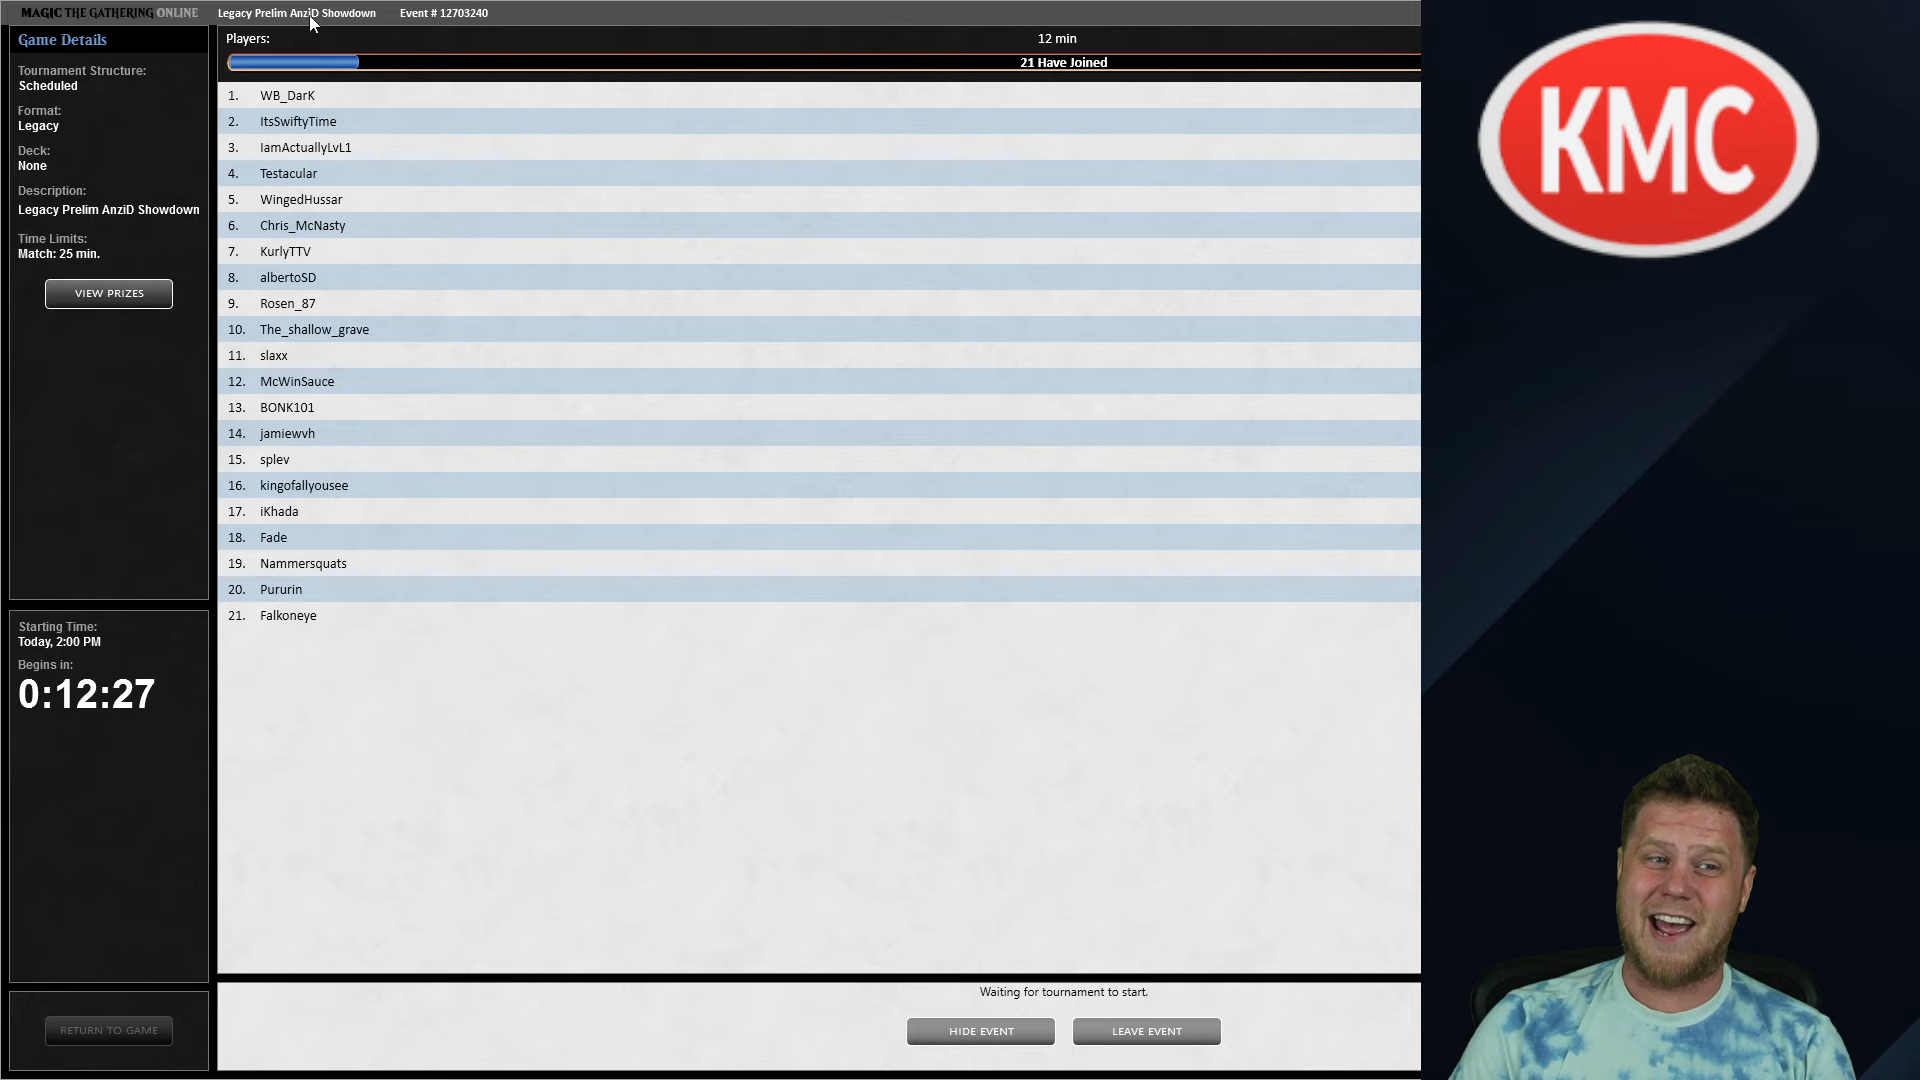 MAGIC THE GATHERING ONLINE
Legacy Prelim AnziD Showdown
Event # 12703240
Game Details
Tournament Structure:
Scheduled
Format:
Legacy
Deck:
None
Description:
Legacy Prelim AnziD Showdown
Time Limits:
Match: 25 min.
VIEW PRIZES
Starting Time:
Today, 2:00 PM
Begins in:
0:12:27
RETURN TO GAME
Players:
12 min
21 Have Joined
1. WB_DarK
2. ItsSwiftyTime
3. IamActuallyLvL1
4. Testacular
5. WingedHussar
6. Chris_McNasty
7. KurlyTTV
8. albertoSD
9. Rosen_87
10. The_shallow_grave
11. slaxx
12. McWinSauce
13. BONK101
14. jamiewvh
15. splev
16. kingofallyousee
17. iKhada
18. Fade
19. Nammersquats
20. Pururin
21. Falkoneye
Waiting for tournament to start.
HIDE EVENT
LEAVE EVENT
KMC